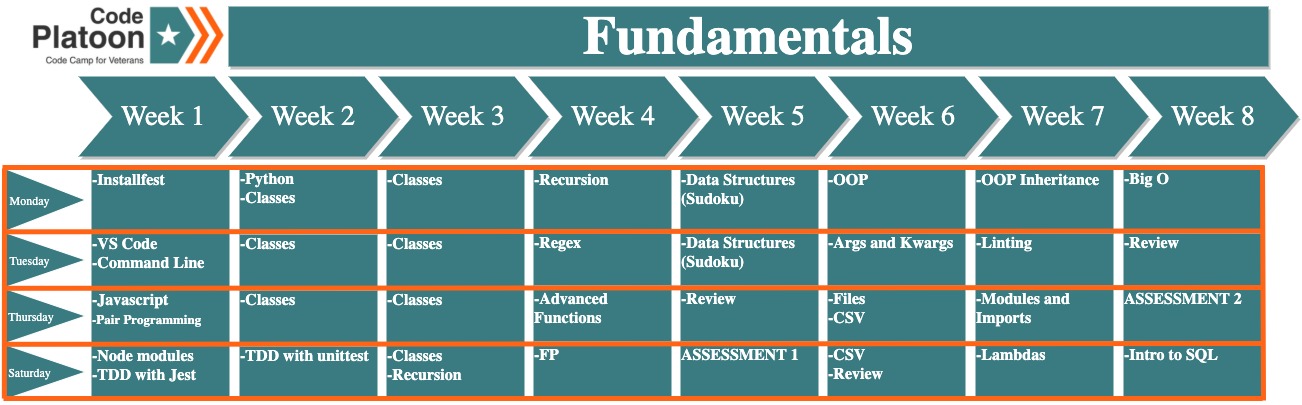 Code
Platoon
Code Camp for Veterans
Fundamentals
Week 1
Week 2
Week 3
Week 4
Week 5
Week 6
Week 7
Week 8
Monday
-Installfest
-Python
-Classes
-Classes
-Recursion
-Data Structures
(Sudoku)
-OOP
-OOP Inheritance
-Big O
Tuesday
-VS Code
-Command Line
-Classes
-Classes
-Regex
-Data Structures
(Sudoku)
-Args and Kwargs
-Linting
-Review
Thursday
-Javascript
-Pair Programming
-Classes
-Classes
-Advanced
Functions
-Review
-Files
-CSV
-Modules and
Imports
ASSESSMENT 2
Saturday
-Node modules
-TDD with Jest
-TDD with unittest
-Classes
-Recursion
-FP
ASSESSMENT 1
-CSV
-Review
-Lambdas
-Intro to SQL